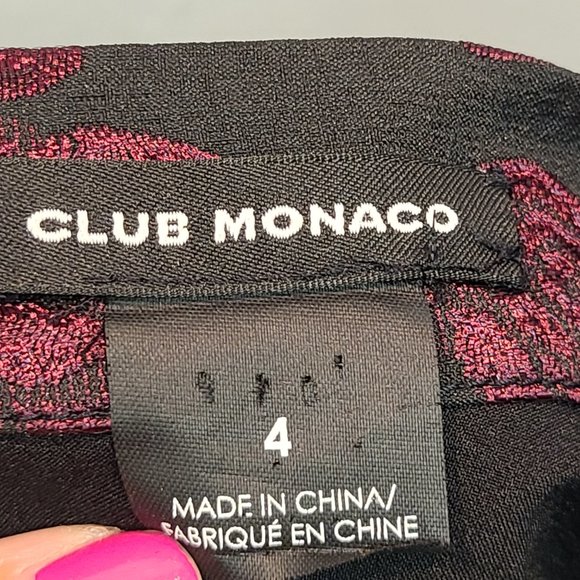 CLUB MONACO
4
MADE IN CHINA/
FABRIQUÉ EN CHINE